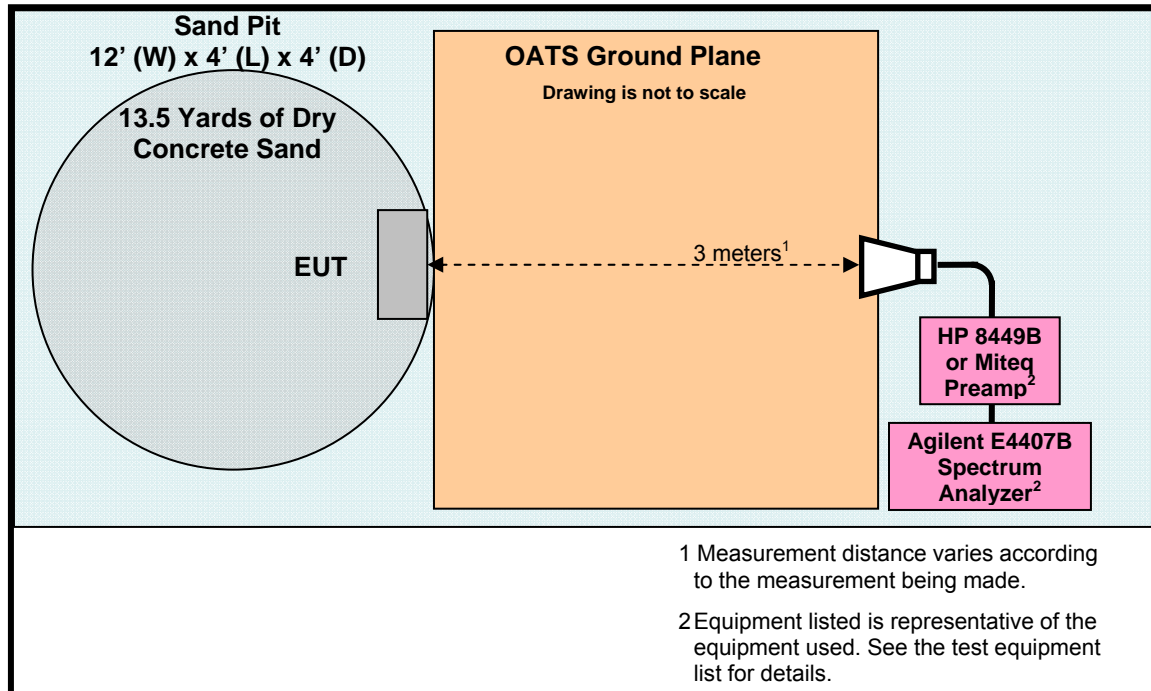 Sand Pit
12’ (W) x 4’ (L) x 4’ (D)
13.5 Yards of Dry
Concrete Sand
EUT
OATS Ground Plane
Drawing is not to scale
3 meters¹
HP 8449B
or Miteq
Preamp²
Agilent E4407B
Spectrum
Analyzer²
1 Measurement distance varies according
to the measurement being made.
2 Equipment listed is representative of the
equipment used. See the test equipment
list for details.